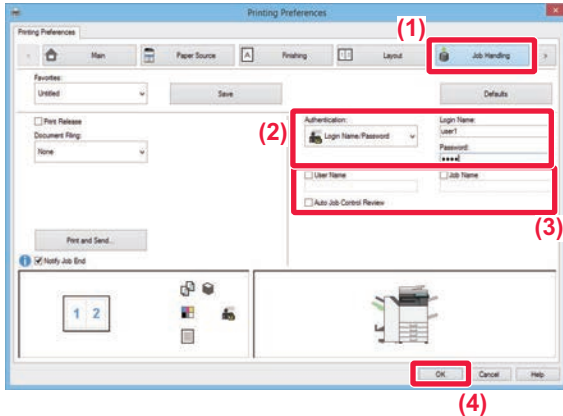 Printing Preferences
(1)
Printing Preferences
Main
Paper Source
A
Finishing
Layout
Job Handling
Favorites:
Untitled
Save
Defaults
Print Release
Document Filing:
None
(2)
Authentication:
Login Name/Password
Login Name:
user1
Password:
••••
User Name
Job Name
Auto Job Control Review
(3)
Print and Send...
Notify Job End
1 2
OK
Cancel
Help
(4)